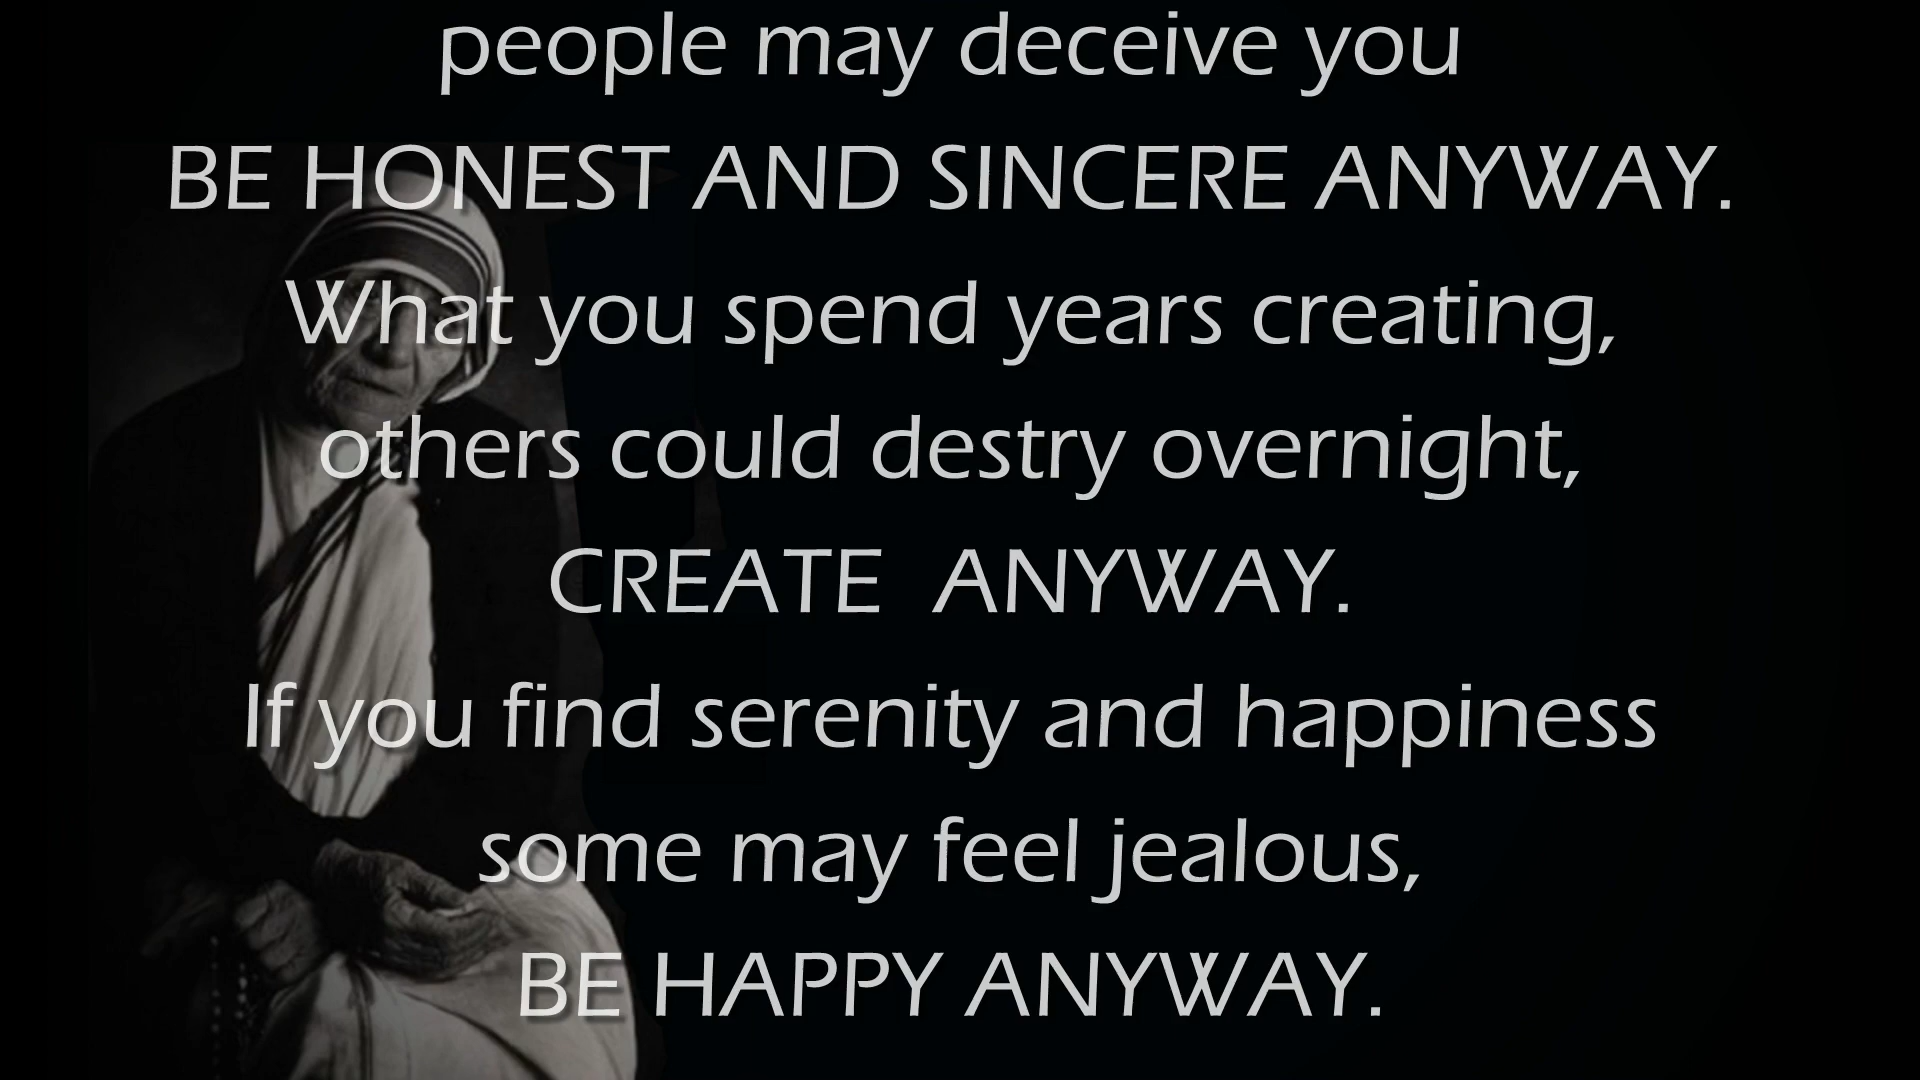 people may deceive you
BE HONEST AND SINCERE ANYWAY.
What you spend years creating,
others could destry overnight,
CREATE  ANYWAY.
If you find serenity and happiness
some may feel jealous,
BE HAPPY ANYWAY.